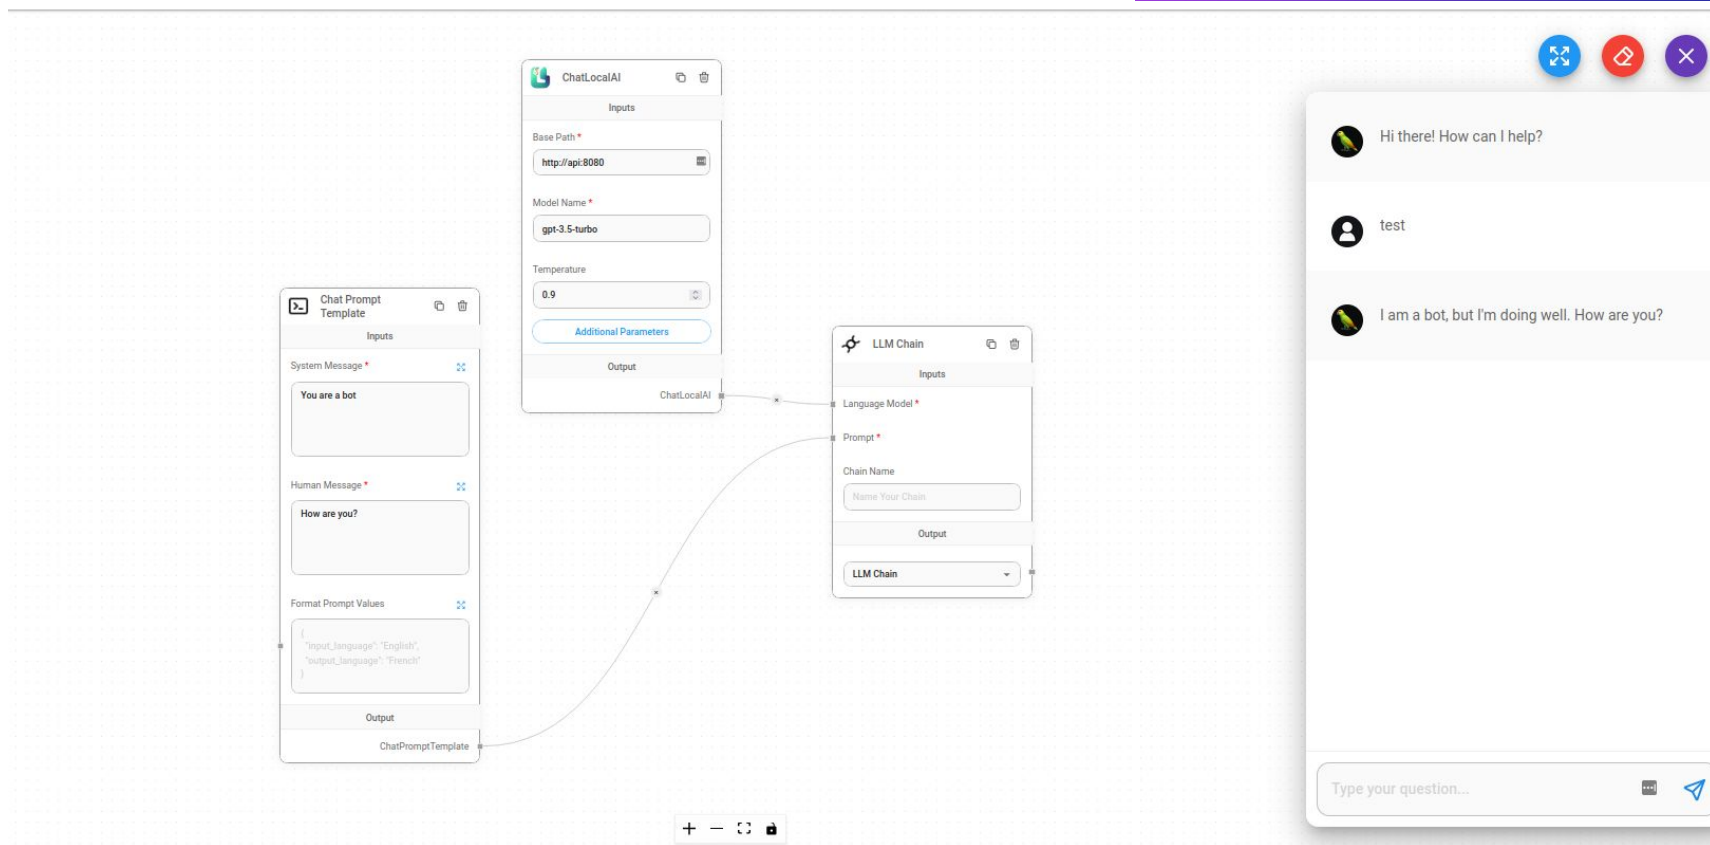 ChatLocalAI
Inputs
Base Path *
http://api:8080
Model Name *
gpt-3.5-turbo
Temperature
0.9
Additional Parameters
Output
ChatLocalAI
Chat Prompt
Template
Inputs
System Message *
You are a bot
Human Message *
How are you?
Format Prompt Values
{
"input_language": "English",
"output_language": "French"
}
Output
ChatPromptTemplate
LLM Chain
Inputs
Language Model *
Prompt *
Chain Name
Name Your Chain
Output
LLM Chain
Hi there! How can I help?
test
I am a bot, but I'm doing well. How are you?
Type your question...